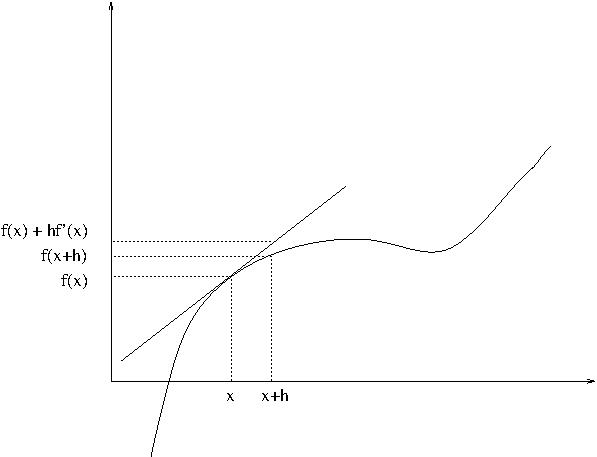 f(x) + hf'(x)
f(x+h)
f(x)
x
x+h